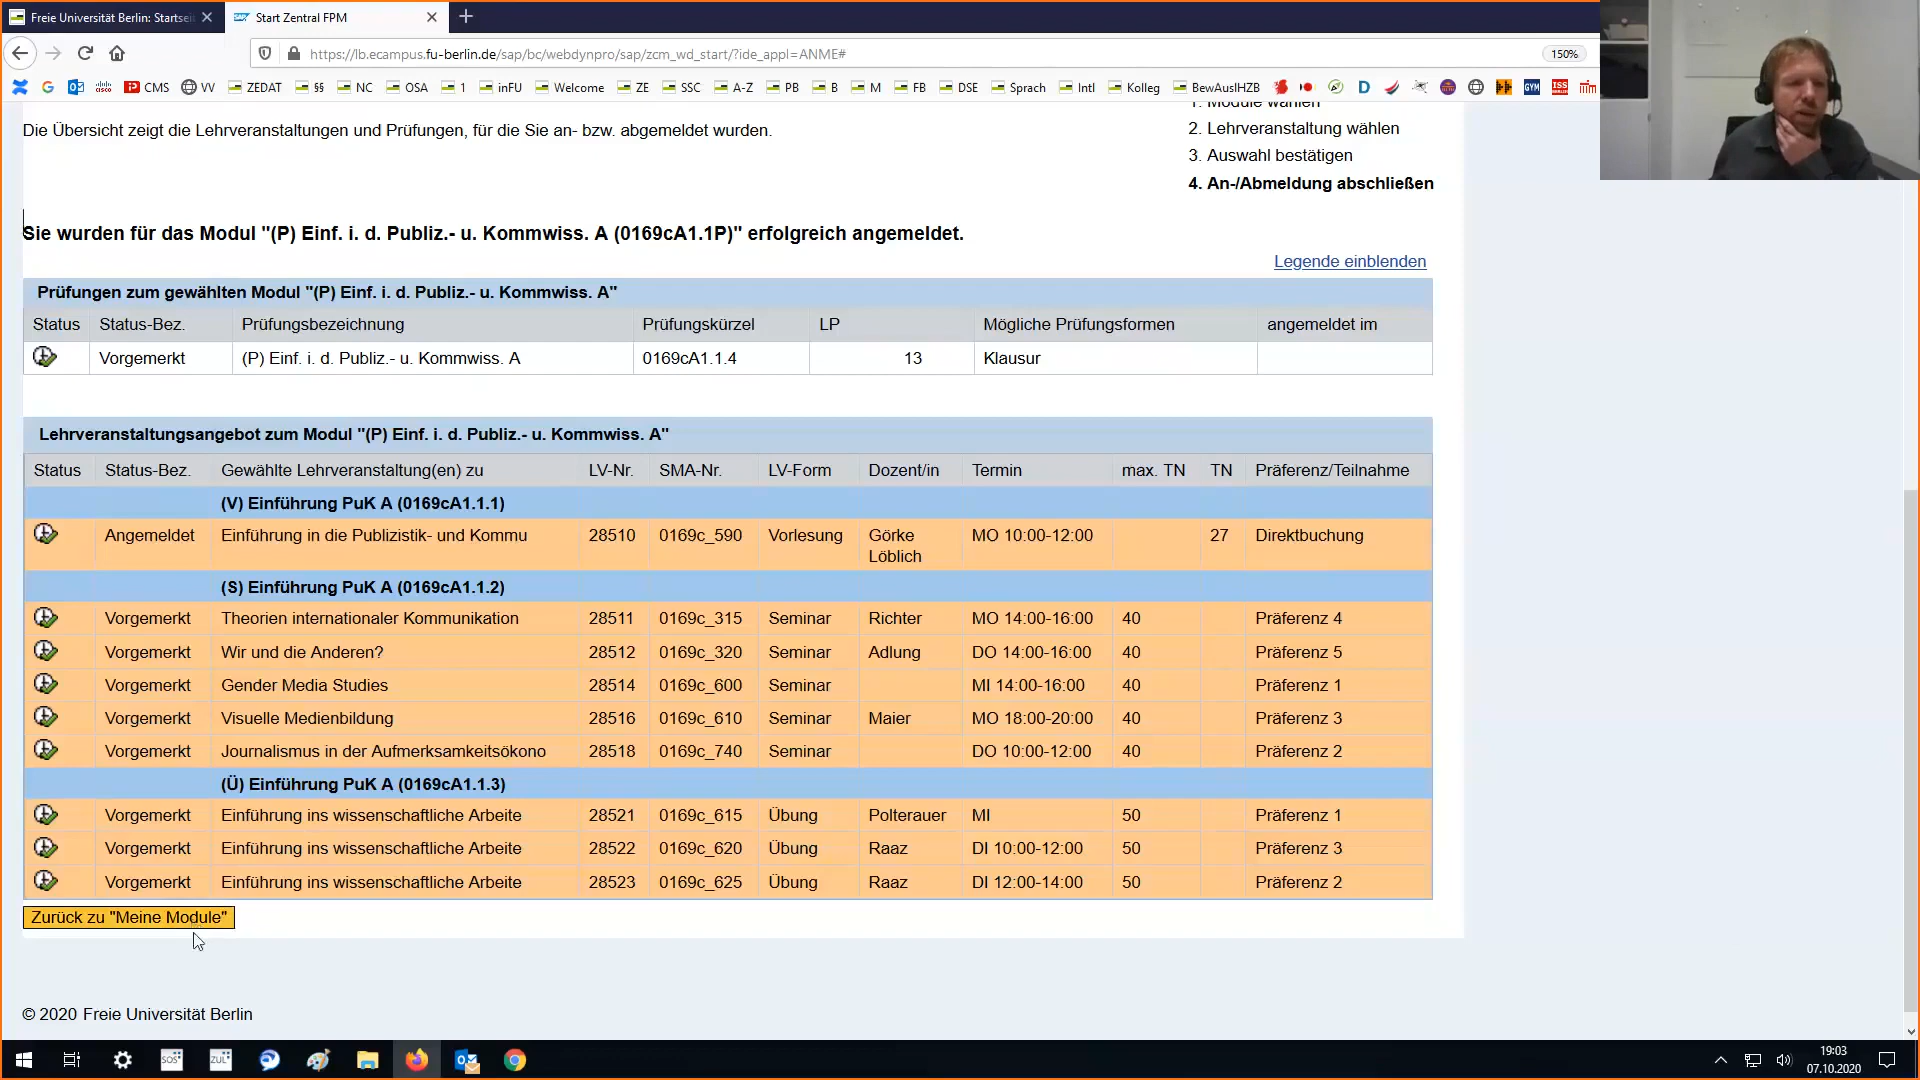 Freie Universität Berlin: Startsei
Start Zentral FPM
https://lb.ecampus.fu-berlin.de/sap/bc/webdynpro/sap/zcm_wd_start/?ide_appl=ANME#
150%
CMS VV ZEDAT §§ NC OSA 1 inFU Welcome ZE SSC A-Z PB B M FB DSE Sprach Intl Kolleg BewAuslHZB
1. Module wählen
Die Übersicht zeigt die Lehrveranstaltungen und Prüfungen, für die Sie an- bzw. abgemeldet wurden.
2. Lehrveranstaltung wählen
3. Auswahl bestätigen
4. An-/Abmeldung abschließen
Sie wurden für das Modul "(P) Einf. i. d. Publiz.- u. Kommwiss. A (0169cA1.1P)" erfolgreich angemeldet.
Legende einblenden
Prüfungen zum gewählten Modul "(P) Einf. i. d. Publiz.- u. Kommwiss. A"
Status Status-Bez. Prüfungsbezeichnung Prüfungskürzel LP Mögliche Prüfungsformen angemeldet im
Vorgemerkt (P) Einf. i. d. Publiz.- u. Kommwiss. A 0169cA1.1.4 13 Klausur
Lehrveranstaltungsangebot zum Modul "(P) Einf. i. d. Publiz.- u. Kommwiss. A"
Status Status-Bez. Gewählte Lehrveranstaltung(en) zu LV-Nr. SMA-Nr. LV-Form Dozent/in Termin max. TN TN Präferenz/Teilnahme
(V) Einführung PuK A (0169cA1.1.1)
Angemeldet Einführung in die Publizistik- und Kommu 28510 0169c_590 Vorlesung Görke MO 10:00-12:00 27 Direktbuchung
Löblich
(S) Einführung PuK A (0169cA1.1.2)
Vorgemerkt Theorien internationaler Kommunikation 28511 0169c_315 Seminar Richter MO 14:00-16:00 40 Präferenz 4
Vorgemerkt Wir und die Anderen? 28512 0169c_320 Seminar Adlung DO 14:00-16:00 40 Präferenz 5
Vorgemerkt Gender Media Studies 28514 0169c_600 Seminar MI 14:00-16:00 40 Präferenz 1
Vorgemerkt Visuelle Medienbildung 28516 0169c_610 Seminar Maier MO 18:00-20:00 40 Präferenz 3
Vorgemerkt Journalismus in der Aufmerksamkeitsökono 28518 0169c_740 Seminar DO 10:00-12:00 40 Präferenz 2
(Ü) Einführung PuK A (0169cA1.1.3)
Vorgemerkt Einführung ins wissenschaftliche Arbeite 28521 0169c_615 Übung Polterauer MI 50 Präferenz 1
Vorgemerkt Einführung ins wissenschaftliche Arbeite 28522 0169c_620 Übung Raaz DI 10:00-12:00 50 Präferenz 3
Vorgemerkt Einführung ins wissenschaftliche Arbeite 28523 0169c_625 Übung Raaz DI 12:00-14:00 50 Präferenz 2
Zurück zu "Meine Module"
© 2020 Freie Universität Berlin
SOS ZUL
19:03
07.10.2020